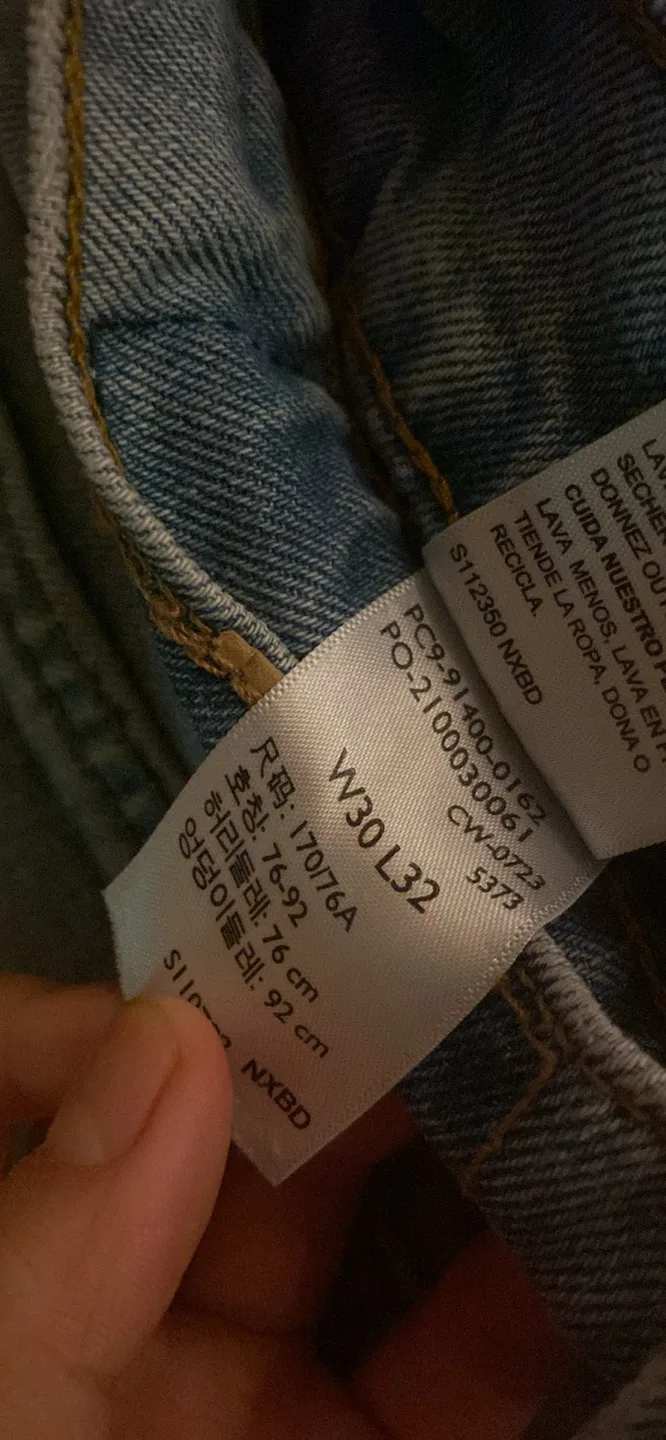 PC9-91400-0162
PO-2100030061
CW-0723
5373
W30 L32
尺码: 170/76A
호칭: 76-92
허리둘레: 76 cm
엉덩이둘레: 92 cm
NXBD
SECHER
DONNEZ OU
CUIDA NUESTRO
LAVA MENOS, LAVA EN
TIENDE LA ROPA, DONA O
RECICLA.
S112350 NXBD